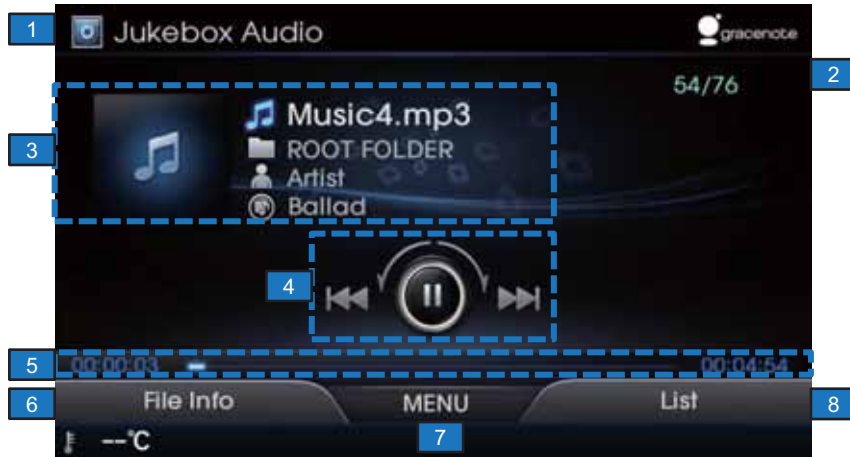 1 Jukebox Audio gracenote
2
54/76
3
Music4.mp3
ROOT FOLDER
Artist
Ballad
4
5 00:00:03 00:04:54
6 File Info MENU List 8
7
--°C